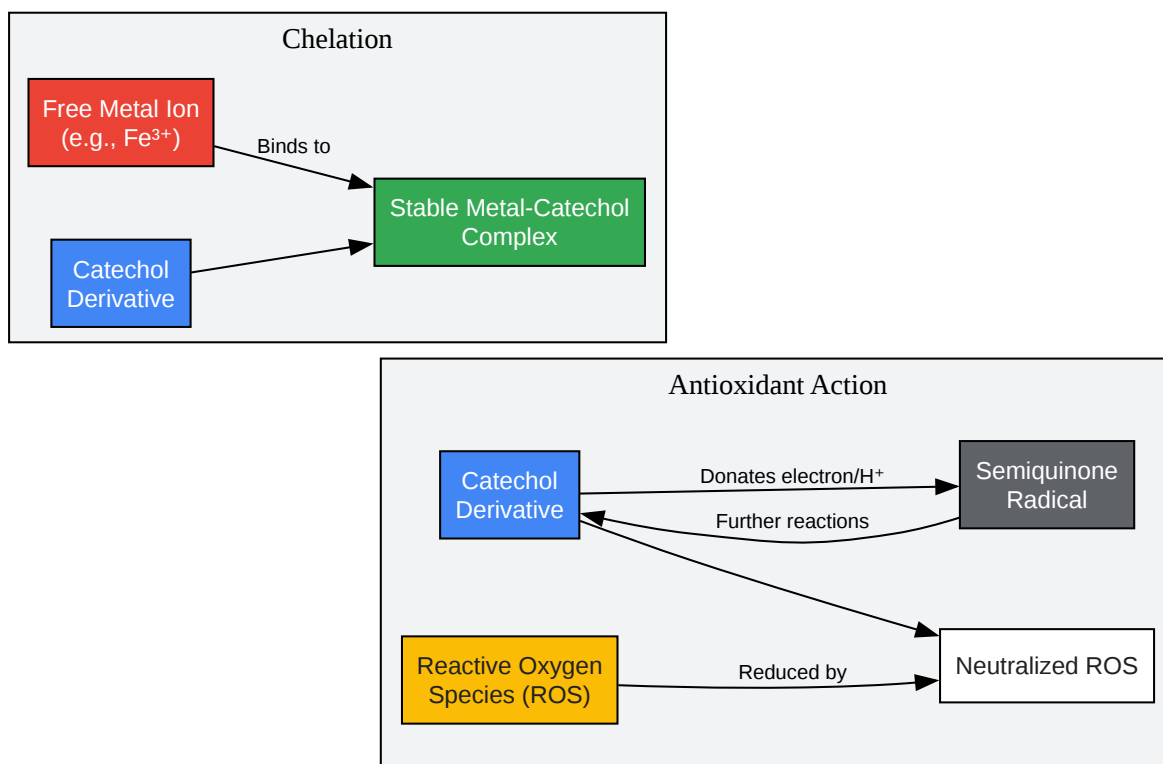 Chelation
Free Metal Ion
(e.g., Fe³⁺)
Binds to
Stable Metal-Catechol
Complex
Catechol
Derivative
Antioxidant Action
Catechol
Derivative
Donates electron/H⁺
Semiquinone
Radical
Further reactions
Reactive Oxygen
Species (ROS)
Reduced by
Neutralized ROS